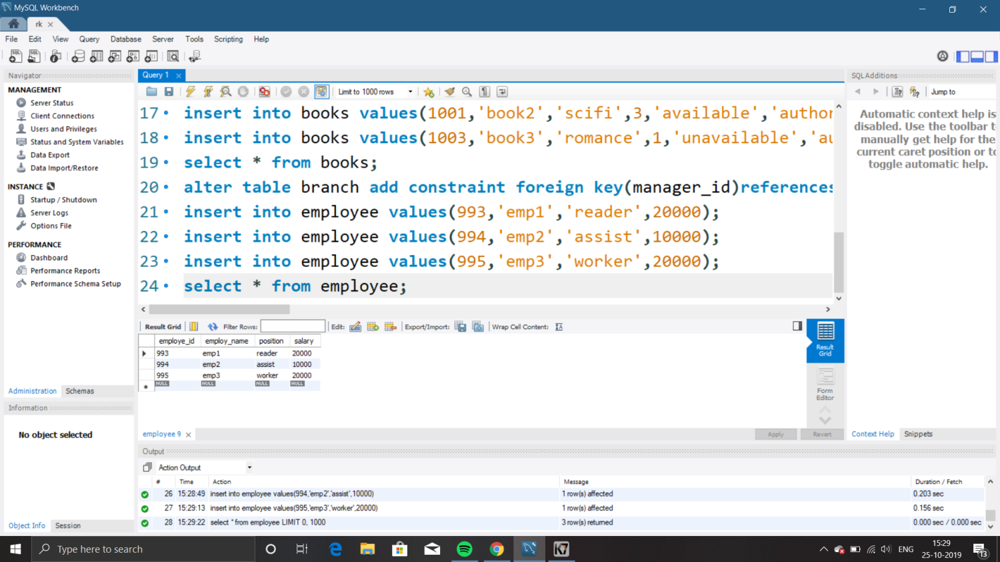 MySQL Workbench
rk
File Edit View Query Database Server Tools Scripting Help
Navigator
MANAGEMENT
Server Status
Client Connections
Users and Privileges
Status and System Variables
Data Export
Data Import/Restore
INSTANCE
Startup / Shutdown
Server Logs
Options File
PERFORMANCE
Dashboard
Performance Reports
Performance Schema Setup
Administration Schemas
Information
No object selected
Object Info Session
Query 1
Limit to 1000 rows
17 insert into books values(1001,'book2','scifi',3,'available','author
18 insert into books values(1003,'book3','romance',1,'unavailable','au
19 select * from books;
20 alter table branch add constraint foreign key(manager_id)references
21 insert into employee values(993,'emp1','reader',20000);
22 insert into employee values(994,'emp2','assist',10000);
23 insert into employee values(995,'emp3','worker',20000);
24 select * from employee;
Result Grid Filter Rows: Edit: Export/Import: Wrap Cell Content:
employe_id employ_name position salary
993 emp1 reader 20000
994 emp2 assist 10000
995 emp3 worker 20000
NULL NULL NULL NULL
Result
Grid
Form
Editor
employee 9
Apply Revert
SQLAdditions
Jump to
Automatic context help is
disabled. Use the toolbar t
manually get help for the
current caret position or to
toggle automatic help.
Context Help Snippets
Output
Action Output
# Time Action Message Duration / Fetch
26 15:28:49 insert into employee values(994,'emp2','assist',10000) 1 row(s) affected 0.203 sec
27 15:29:13 insert into employee values(995,'emp3','worker',20000) 1 row(s) affected 0.156 sec
28 15:29:22 select * from employee LIMIT 0, 1000 3 row(s) returned 0.000 sec / 0.000 sec
Type here to search
K7
ENG
15:29
25-10-2019
13